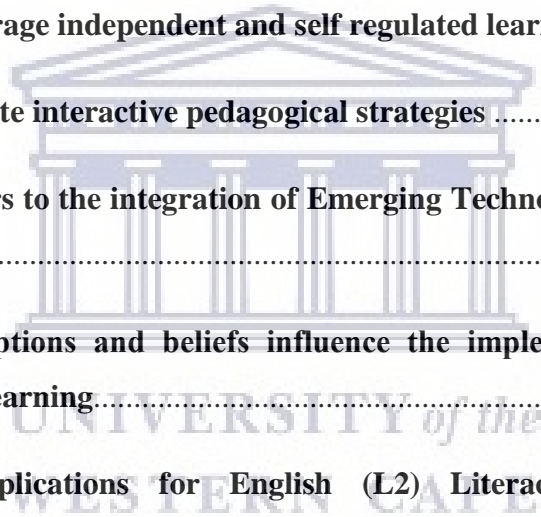 rage independent and self regulated lear
te interactive pedagogical strategies ......
rs to the integration of Emerging Techno
..........................................................................
ptions and beliefs influence the imple
earning..........................................................
UNIVERSITY of the
plications for English (L2) Litera
WESTERN CAPE